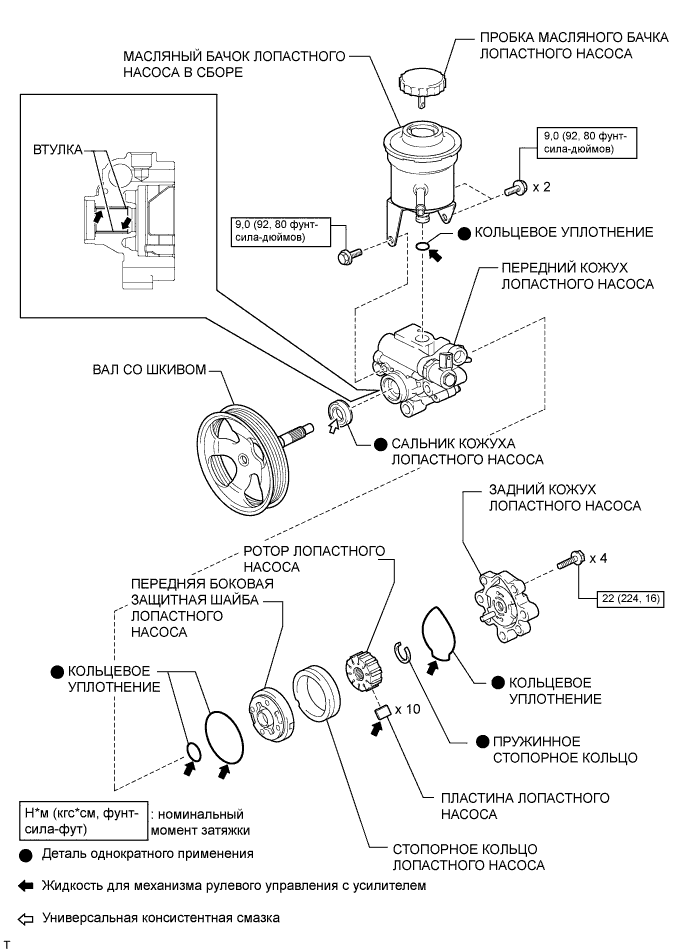 ПРОБКА МАСЛЯНОГО БАЧКА
ЛОПАСТНОГО НАСОСА
МАСЛЯНЫЙ БАЧОК ЛОПАСТНОГО
НАСОСА В СБОРЕ
ВТУЛКА
9,0 (92, 80 фунт-
сила-дюймов)
x 2
9,0 (92, 80 фунт-
сила-дюймов)
КОЛЬЦЕВОЕ УПЛОТНЕНИЕ
ПЕРЕДНИЙ КОЖУХ
ЛОПАСТНОГО НАСОСА
ВАЛ СО ШКИВОМ
САЛЬНИК КОЖУХА
ЛОПАСТНОГО НАСОСА
ЗАДНИЙ КОЖУХ
ЛОПАСТНОГО НАСОСА
x 4
22 (224, 16)
РОТОР ЛОПАСТНОГО
НАСОСА
ПЕРЕДНЯЯ БОКОВАЯ
ЗАЩИТНАЯ ШАЙБА
ЛОПАСТНОГО
НАСОСА
КОЛЬЦЕВОЕ
УПЛОТНЕНИЕ
x 10
КОЛЬЦЕВОЕ
УПЛОТНЕНИЕ
ПРУЖИННОЕ
СТОПОРНОЕ КОЛЬЦО
ПЛАСТИНА ЛОПАСТНОГО
НАСОСА
СТОПОРНОЕ КОЛЬЦО
ЛОПАСТНОГО НАСОСА
Н*м (кгс*см, фунт-
сила-фут)
: номинальный
момент затяжки
Деталь однократного применения
Жидкость для механизма рулевого управления с усилителем
Универсальная консистентная смазка
T